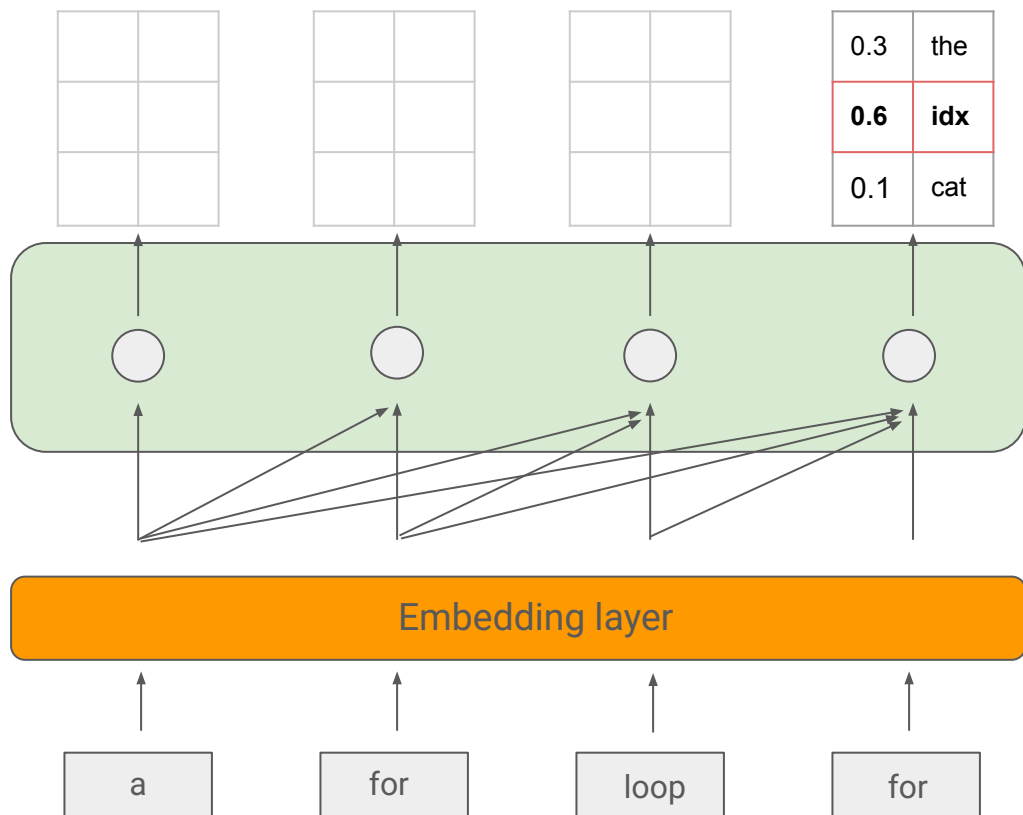 0.3 the
0.6 idx
0.1 cat
Embedding layer
a for loop for